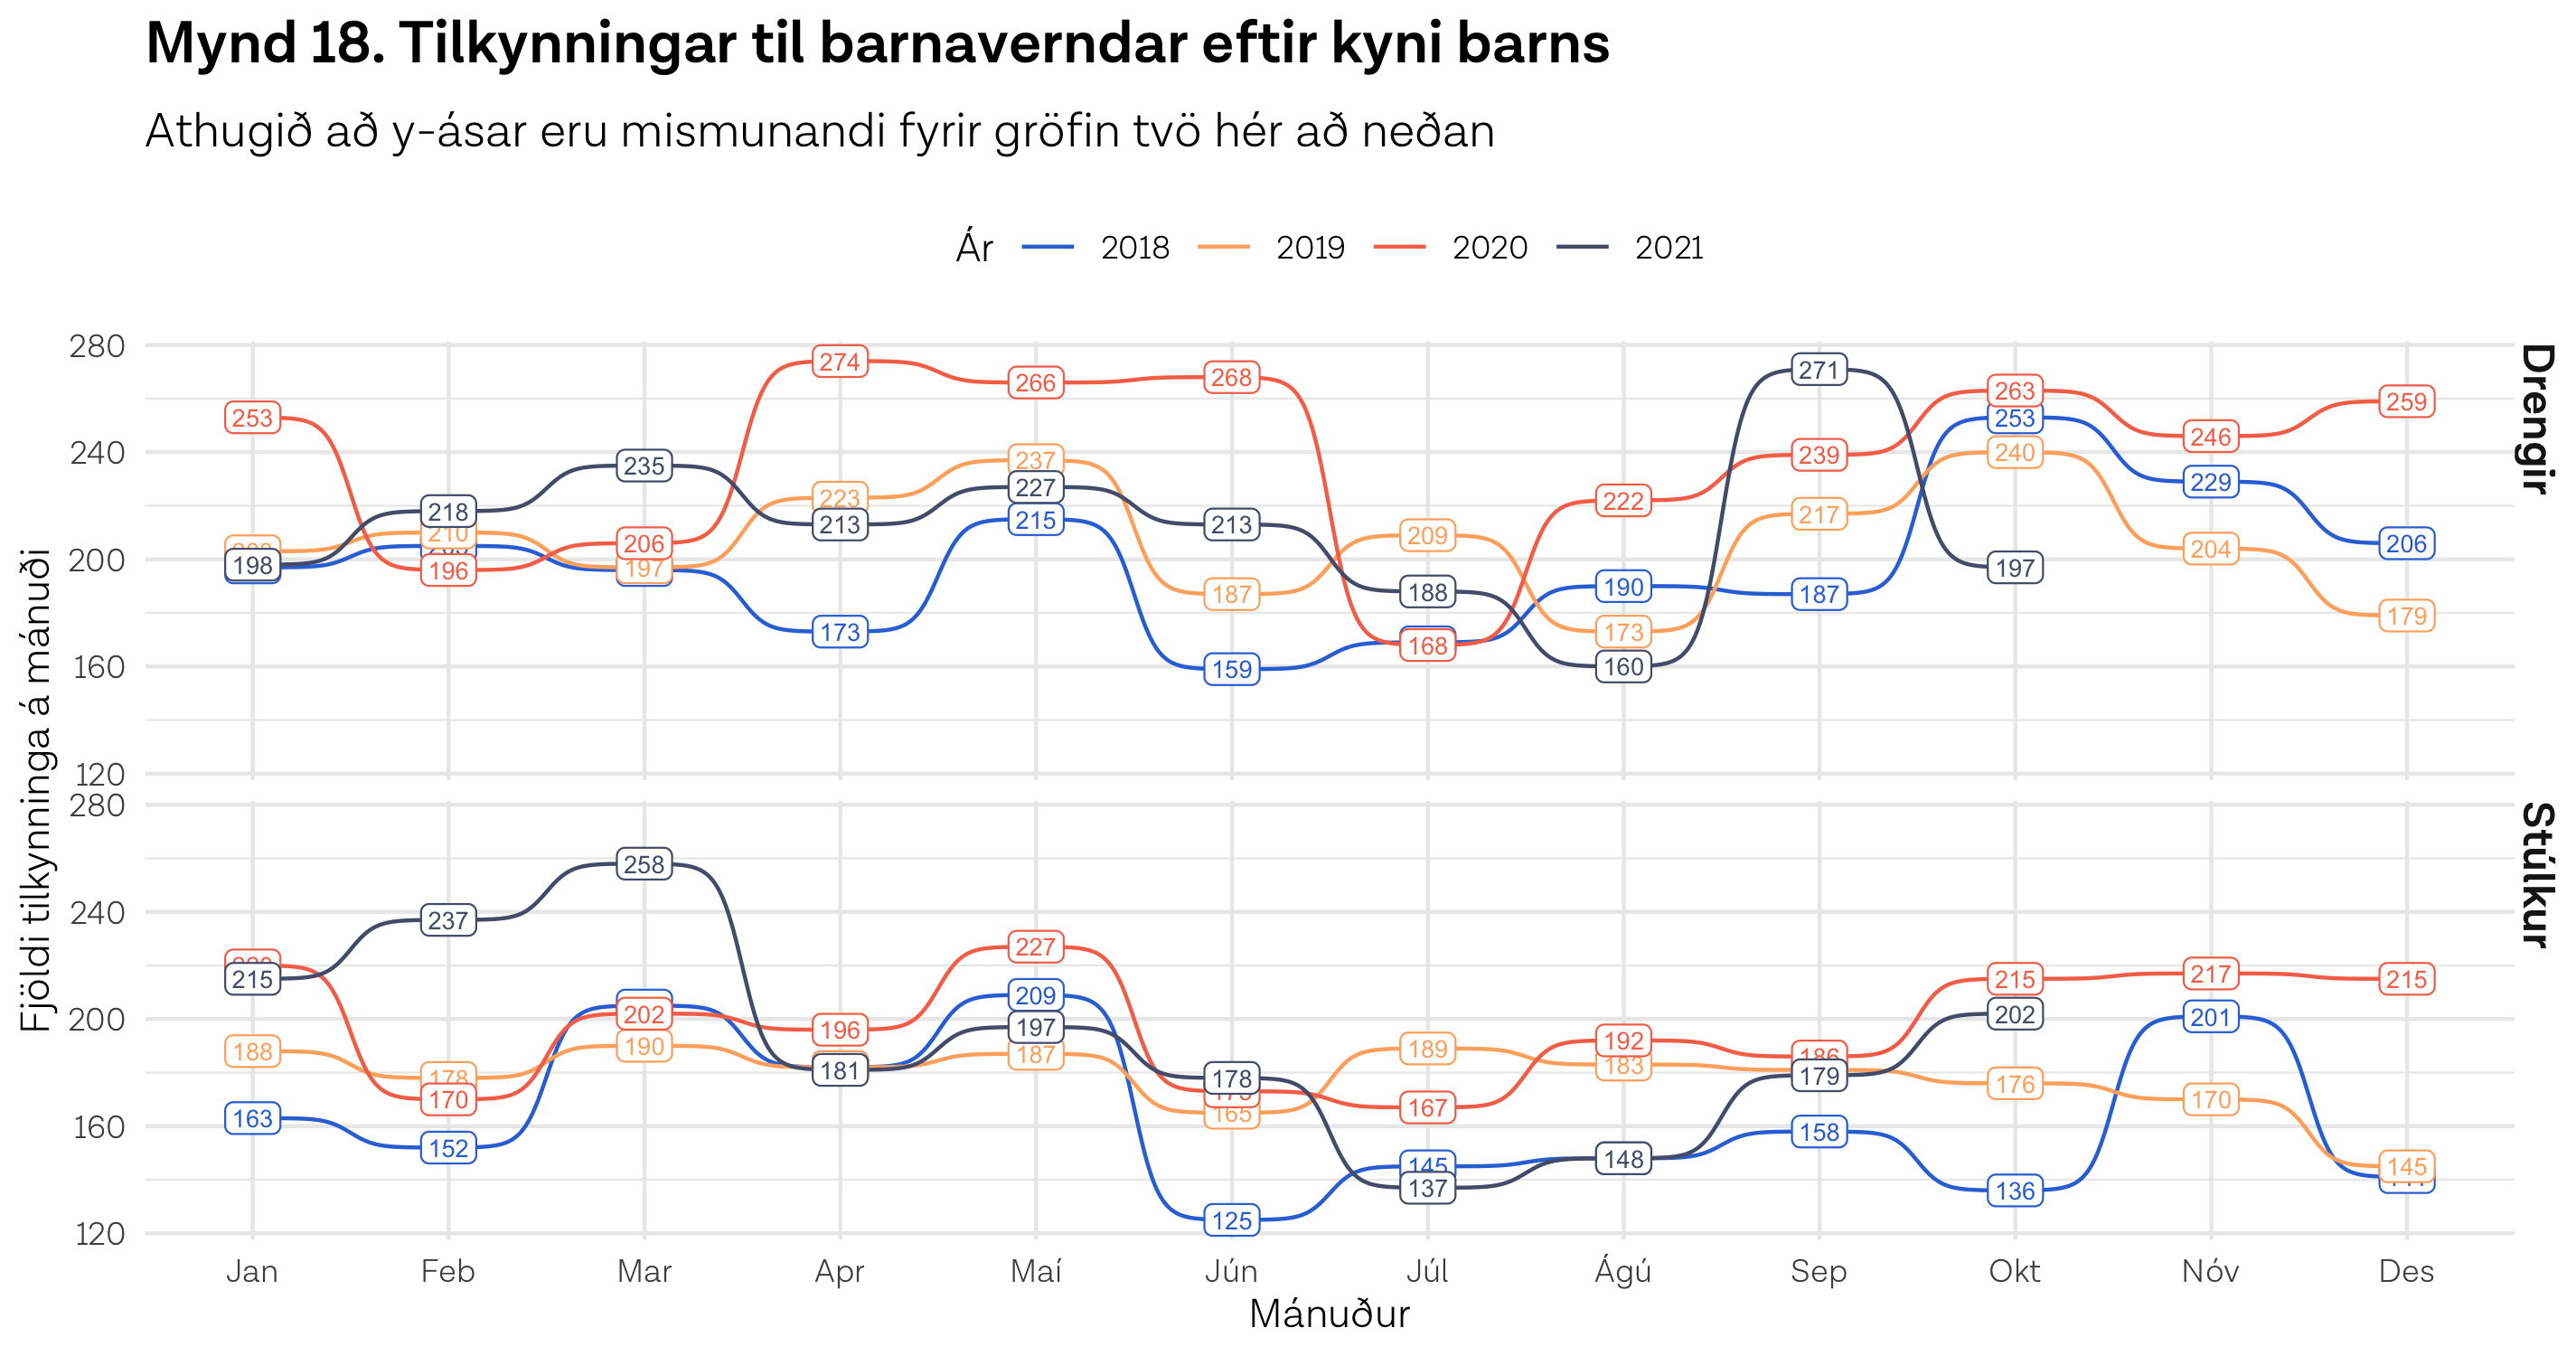 Mynd 18. Tilkynningar til barnaverndar eftir kyni barns
Athugið að y-ásar eru mismunandi fyrir gröfin tvö hér að neðan
Ár 2018 2019 2020 2021
Fjöldi tilkynninga á mánuði
Drengir
280
240
200
160
120
253 198
218 210 196
235 206 197
274 223 213 173
266 237 227 215
268 213 187 159
209 188 168
222 190 173 160
271 239 217 187
263 253 240 197
246 229 204
259 206 179
Stúlkur
280
240
200
160
120
215 188 163
237 178 170 152
258 202 190
196 181
227 209 197 187
178 165 125
189 167 145 137
192 183 148
186 179 158
215 202 176 136
217 201 170
215 145
Jan Feb Mar Apr Maí Jún Júl Ágú Sep Okt Nóv Des
Mánuður